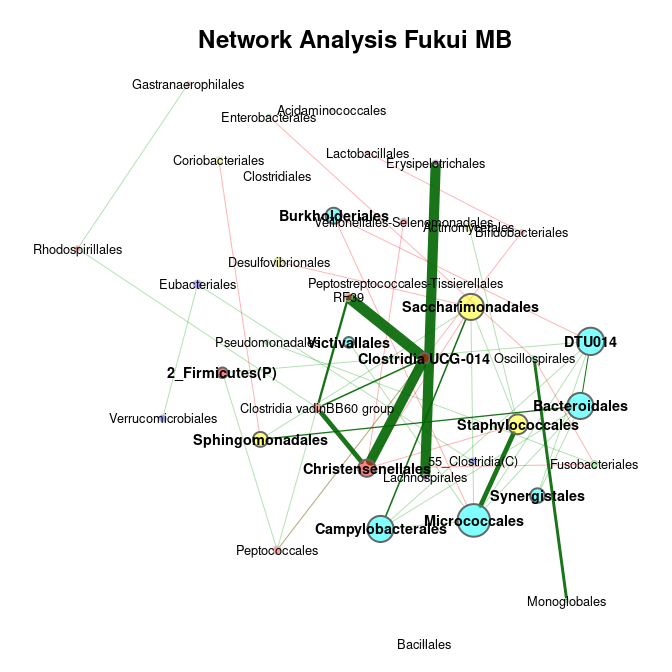 Network Analysis Fukui MB
Gastranaerophilales
Acidaminococcales
Enterobacterales
Lactobacillales
Coriobacteriales
Erysipelotrichales
Clostridiales
Burkholderiales
Veillonellales-Selenomonadales
Actinomycetales
Bifidobacteriales
Rhodospirillales
Desulfovibrionales
Eubacteriales
Peptostreptococcales-Tissierellales
RF39
Saccharimonadales
Pseudomonadales
Victivallales
DTU014
Clostridia UCG-014
Oscillospirales
2_Firmicutes(P)
Clostridia vadinBB60 group
Bacteroidales
Verrucomicrobiales
Staphylococcales
Sphingomonadales
55_Clostridia(C)
Fusobacteriales
Christensenellales
Lachnospirales
Synergistales
Micrococcales
Campylobacterales
Peptococcales
Monoglobales
Bacillales